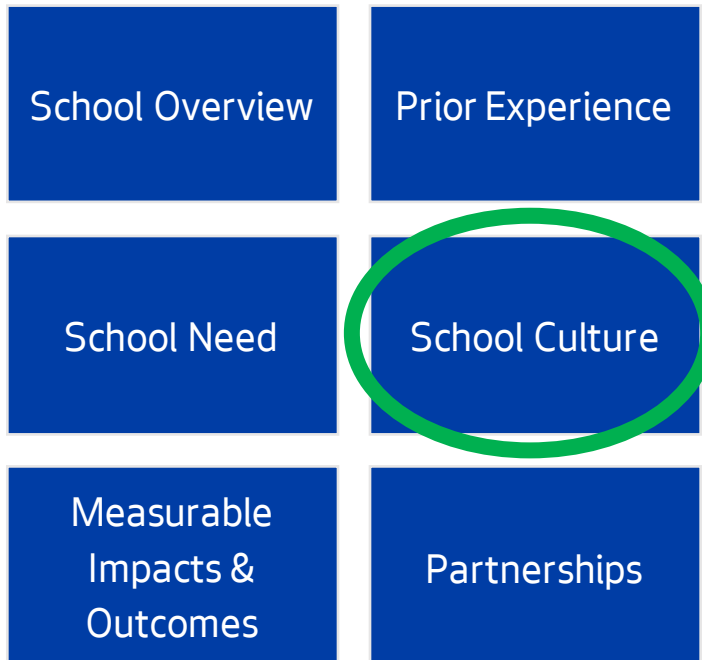 School Overview
Prior Experience
School Need
School Culture
Measurable
Impacts &
Outcomes
Partnerships